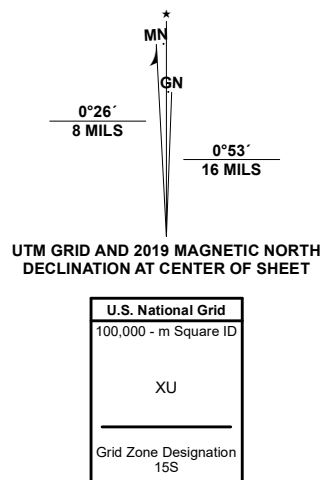 MN
GN
0°26´
8 MILS
0°53´
16 MILS
UTM GRID AND 2019 MAGNETIC NORTH
DECLINATION AT CENTER OF SHEET
U.S. National Grid
100,000 - m Square ID
XU
Grid Zone Designation
15S